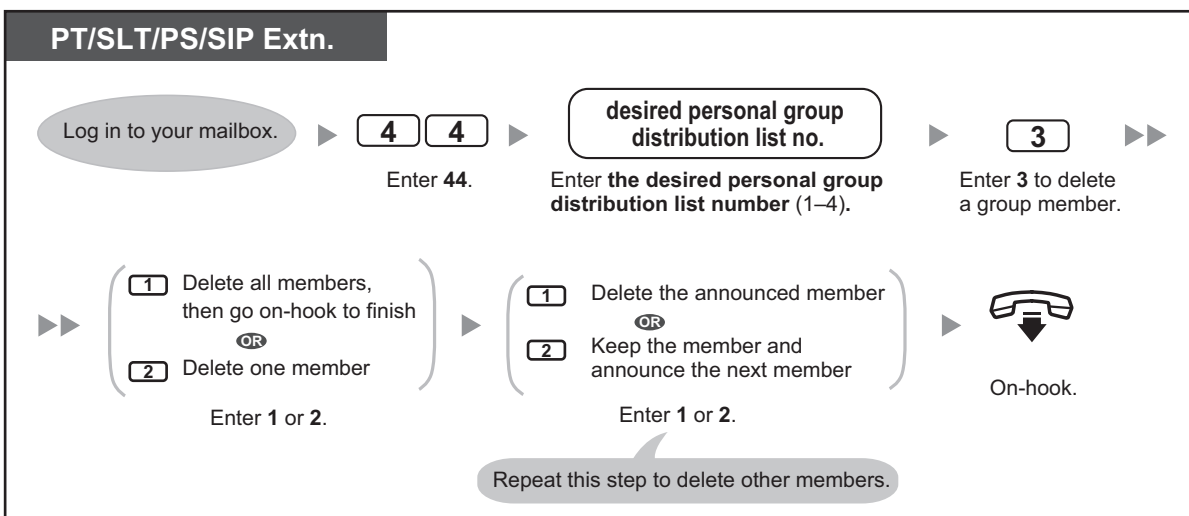 PT/SLT/PS/SIP Extn.
Log in to your mailbox.
4 4
Enter 44.
desired personal group
distribution list no.
Enter the desired personal group
distribution list number (1–4).
3
Enter 3 to delete
a group member.
1 Delete all members,
then go on-hook to finish
OR
2 Delete one member
Enter 1 or 2.
1 Delete the announced member
OR
2 Keep the member and
announce the next member
Enter 1 or 2.
Repeat this step to delete other members.
On-hook.